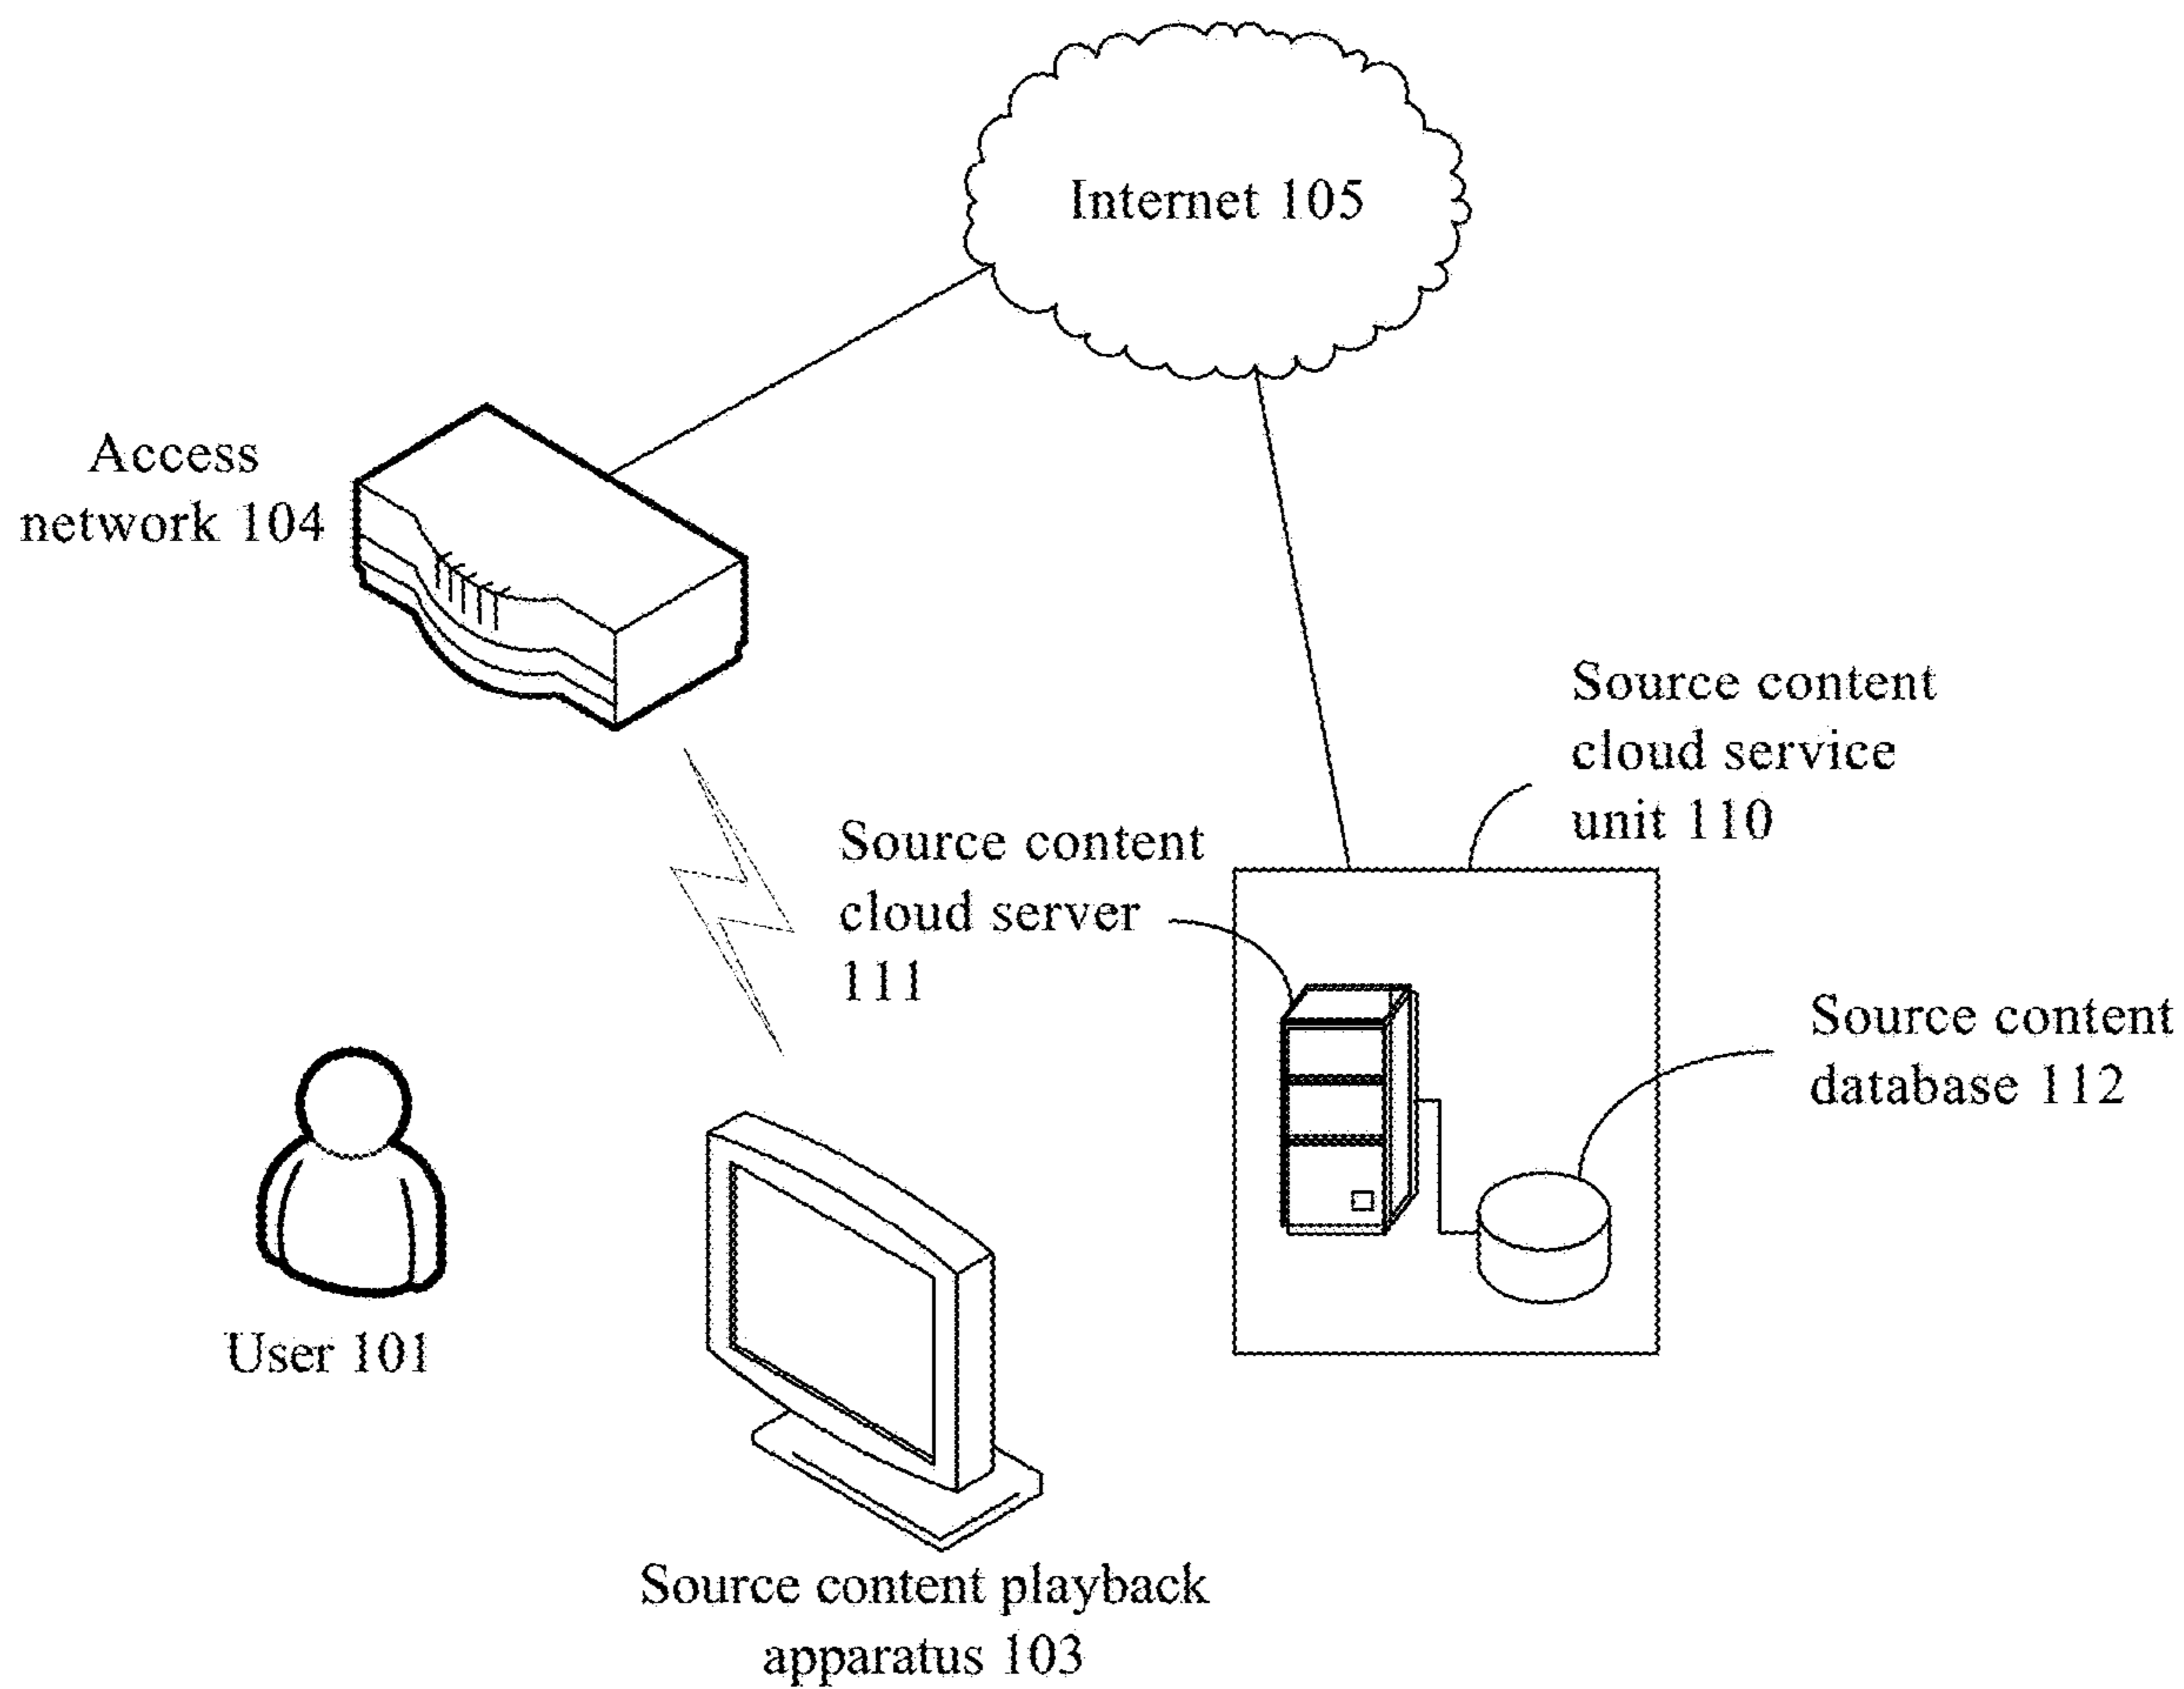 Internet 105
Access
network 104
Source content
cloud service
unit 110
Source content
cloud server
111
Source content
database 112
User 101
Source content playback
apparatus 103